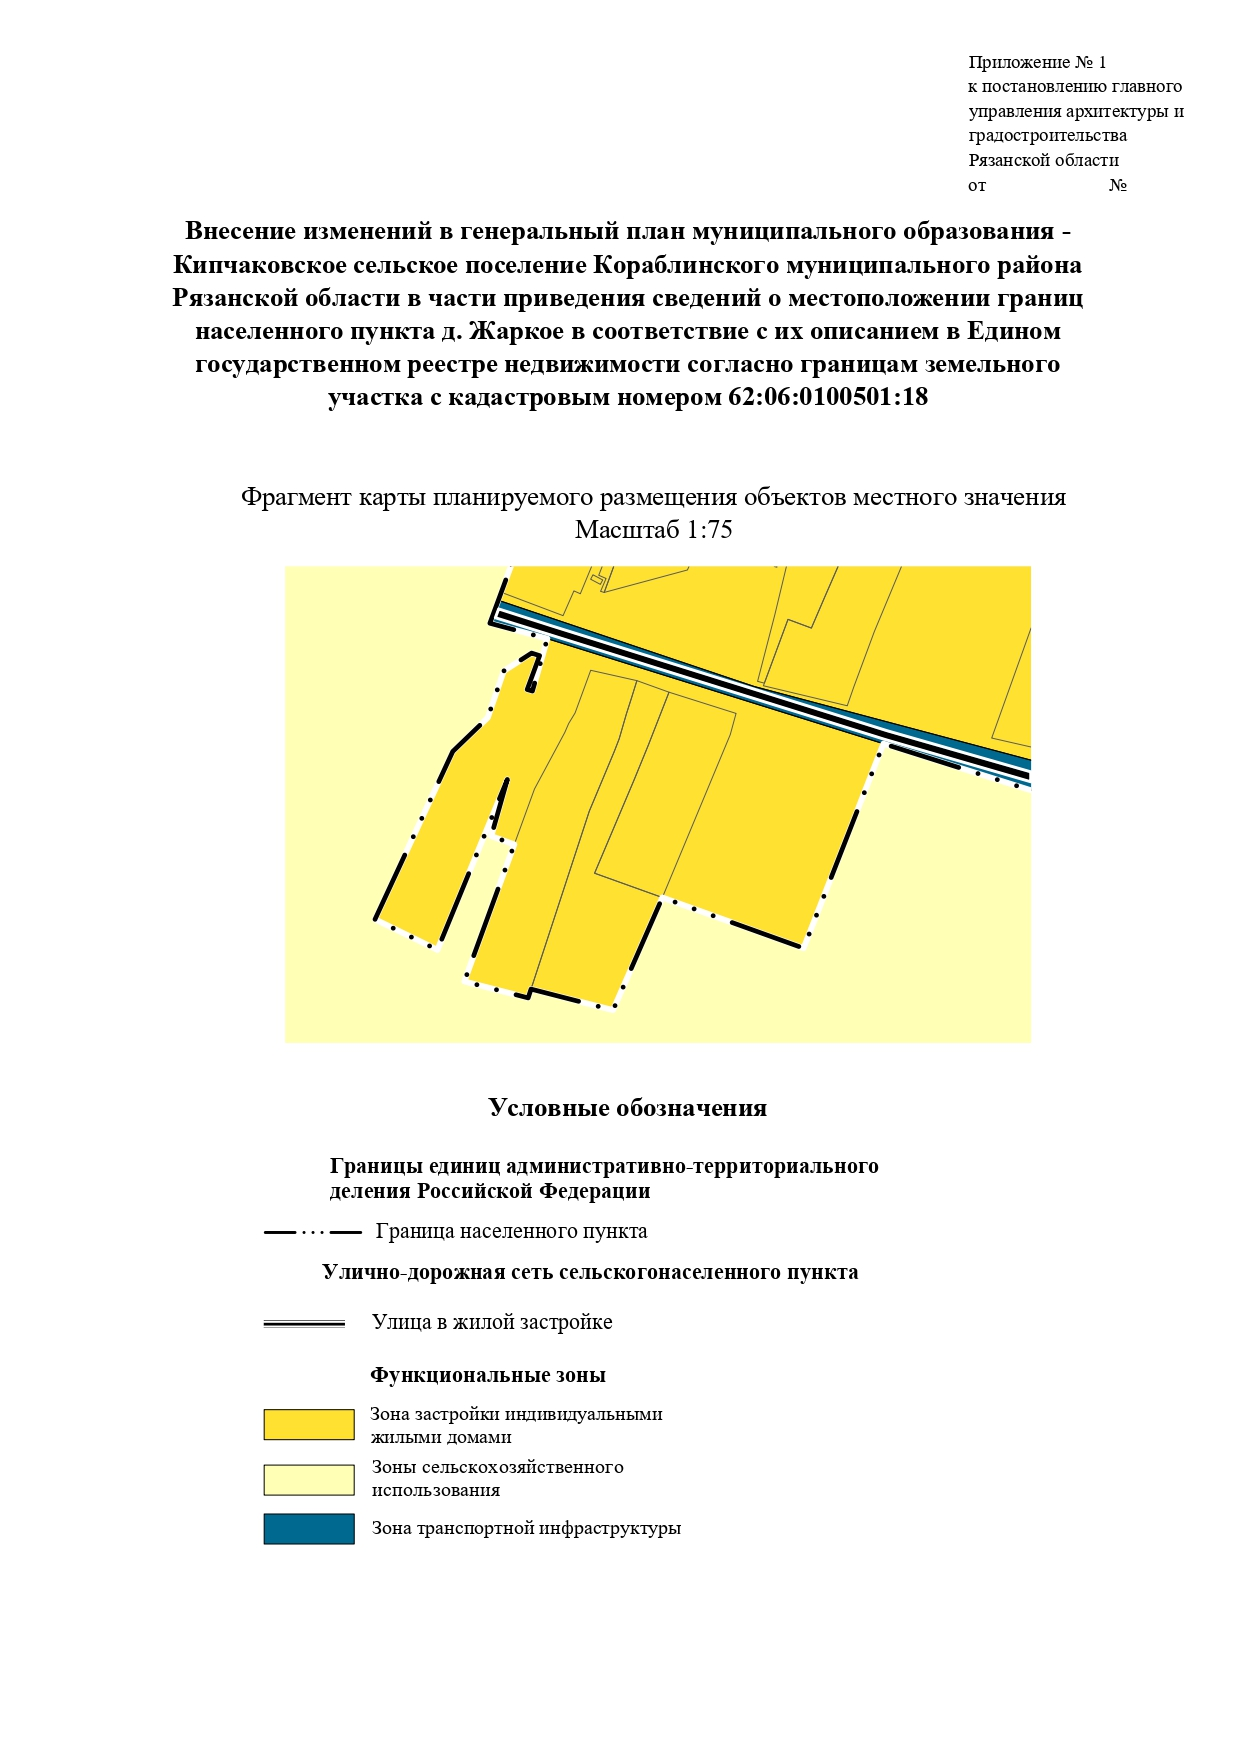 Приложение № 1
к постановлению главного
управления архитектуры и
градостроительства
Рязанской области
от №
Внесение изменений в генеральный план муниципального образования -
Кипчаковское сельское поселение Кораблинского муниципального района
Рязанской области в части приведения сведений о местоположении границ
населенного пункта д. Жаркое в соответствие с их описанием в Едином
государственном реестре недвижимости согласно границам земельного
участка с кадастровым номером 62:06:0100501:18
Фрагмент карты планируемого размещения объектов местного значения
Масштаб 1:75
Условные обозначения
Границы единиц административно-территориального
деления Российской Федерации
Граница населенного пункта
Улично-дорожная сеть сельскогонаселенного пункта
Улица в жилой застройке
Функциональные зоны
Зона застройки индивидуальными
жилыми домами
Зоны сельскохозяйственного
использования
Зона транспортной инфраструктуры